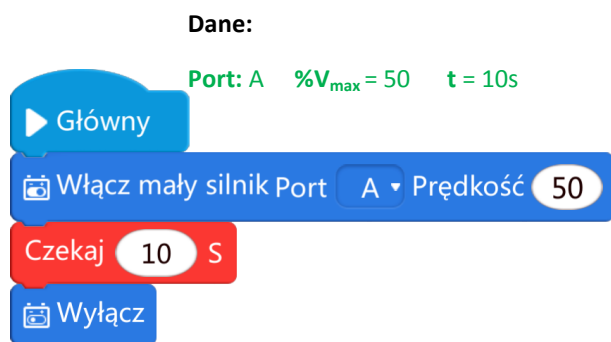 Dane:
Port: A %Vmax = 50 t = 10s
Główny
Włącz mały silnik Port A Prędkość 50
Czekaj 10 S
Wyłącz